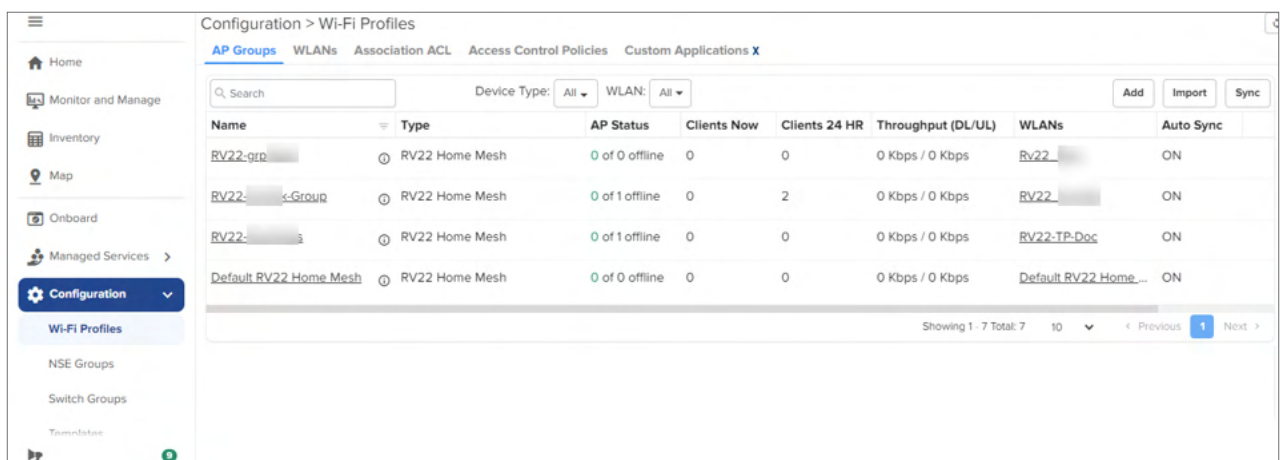 Configuration > Wi-Fi Profiles
AP Groups WLANs Association ACL Access Control Policies Custom Applications X
Home
Monitor and Manage
Inventory
Map
Onboard
Managed Services >
Configuration
Wi-Fi Profiles
NSE Groups
Switch Groups
Templates
9
Search Device Type: All WLAN: All Add Import Sync
Name Type AP Status Clients Now Clients 24 HR Throughput (DL/UL) WLANs Auto Sync
RV22-grp RV22 Home Mesh 0 of 0 offline 0 0 0 Kbps / 0 Kbps Rv22_ ON
RV22- k-Group RV22 Home Mesh 0 of 1 offline 0 2 0 Kbps / 0 Kbps RV22_ ON
RV22- s RV22 Home Mesh 0 of 1 offline 0 0 0 Kbps / 0 Kbps RV22-TP-Doc ON
Default RV22 Home Mesh RV22 Home Mesh 0 of 0 offline 0 0 0 Kbps / 0 Kbps Default RV22 Home ... ON
Showing 1 - 7 Total: 7 10 < Previous 1 Next >